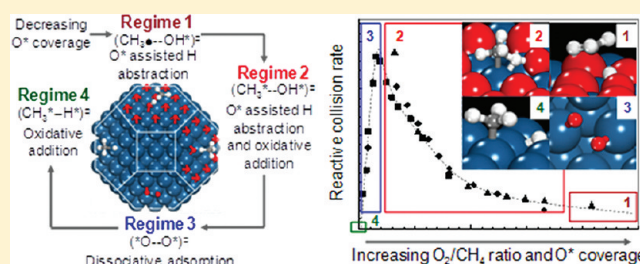 Decreasing
O* coverage
Regime 1
(CH₃●--OH*)‡
O* assisted H
abstraction
Regime 2
(CH₃*--OH*)‡
O* assisted H
abstraction
and oxidative
addition
Regime 3
(*O--O*)‡
Dissociative adsorption
Regime 4
(CH₃*–H*)‡
Oxidative
addition
Reactive collision rate
3
2
2
1
4
3
1
4
Increasing O₂/CH₄ ratio and O* coverage